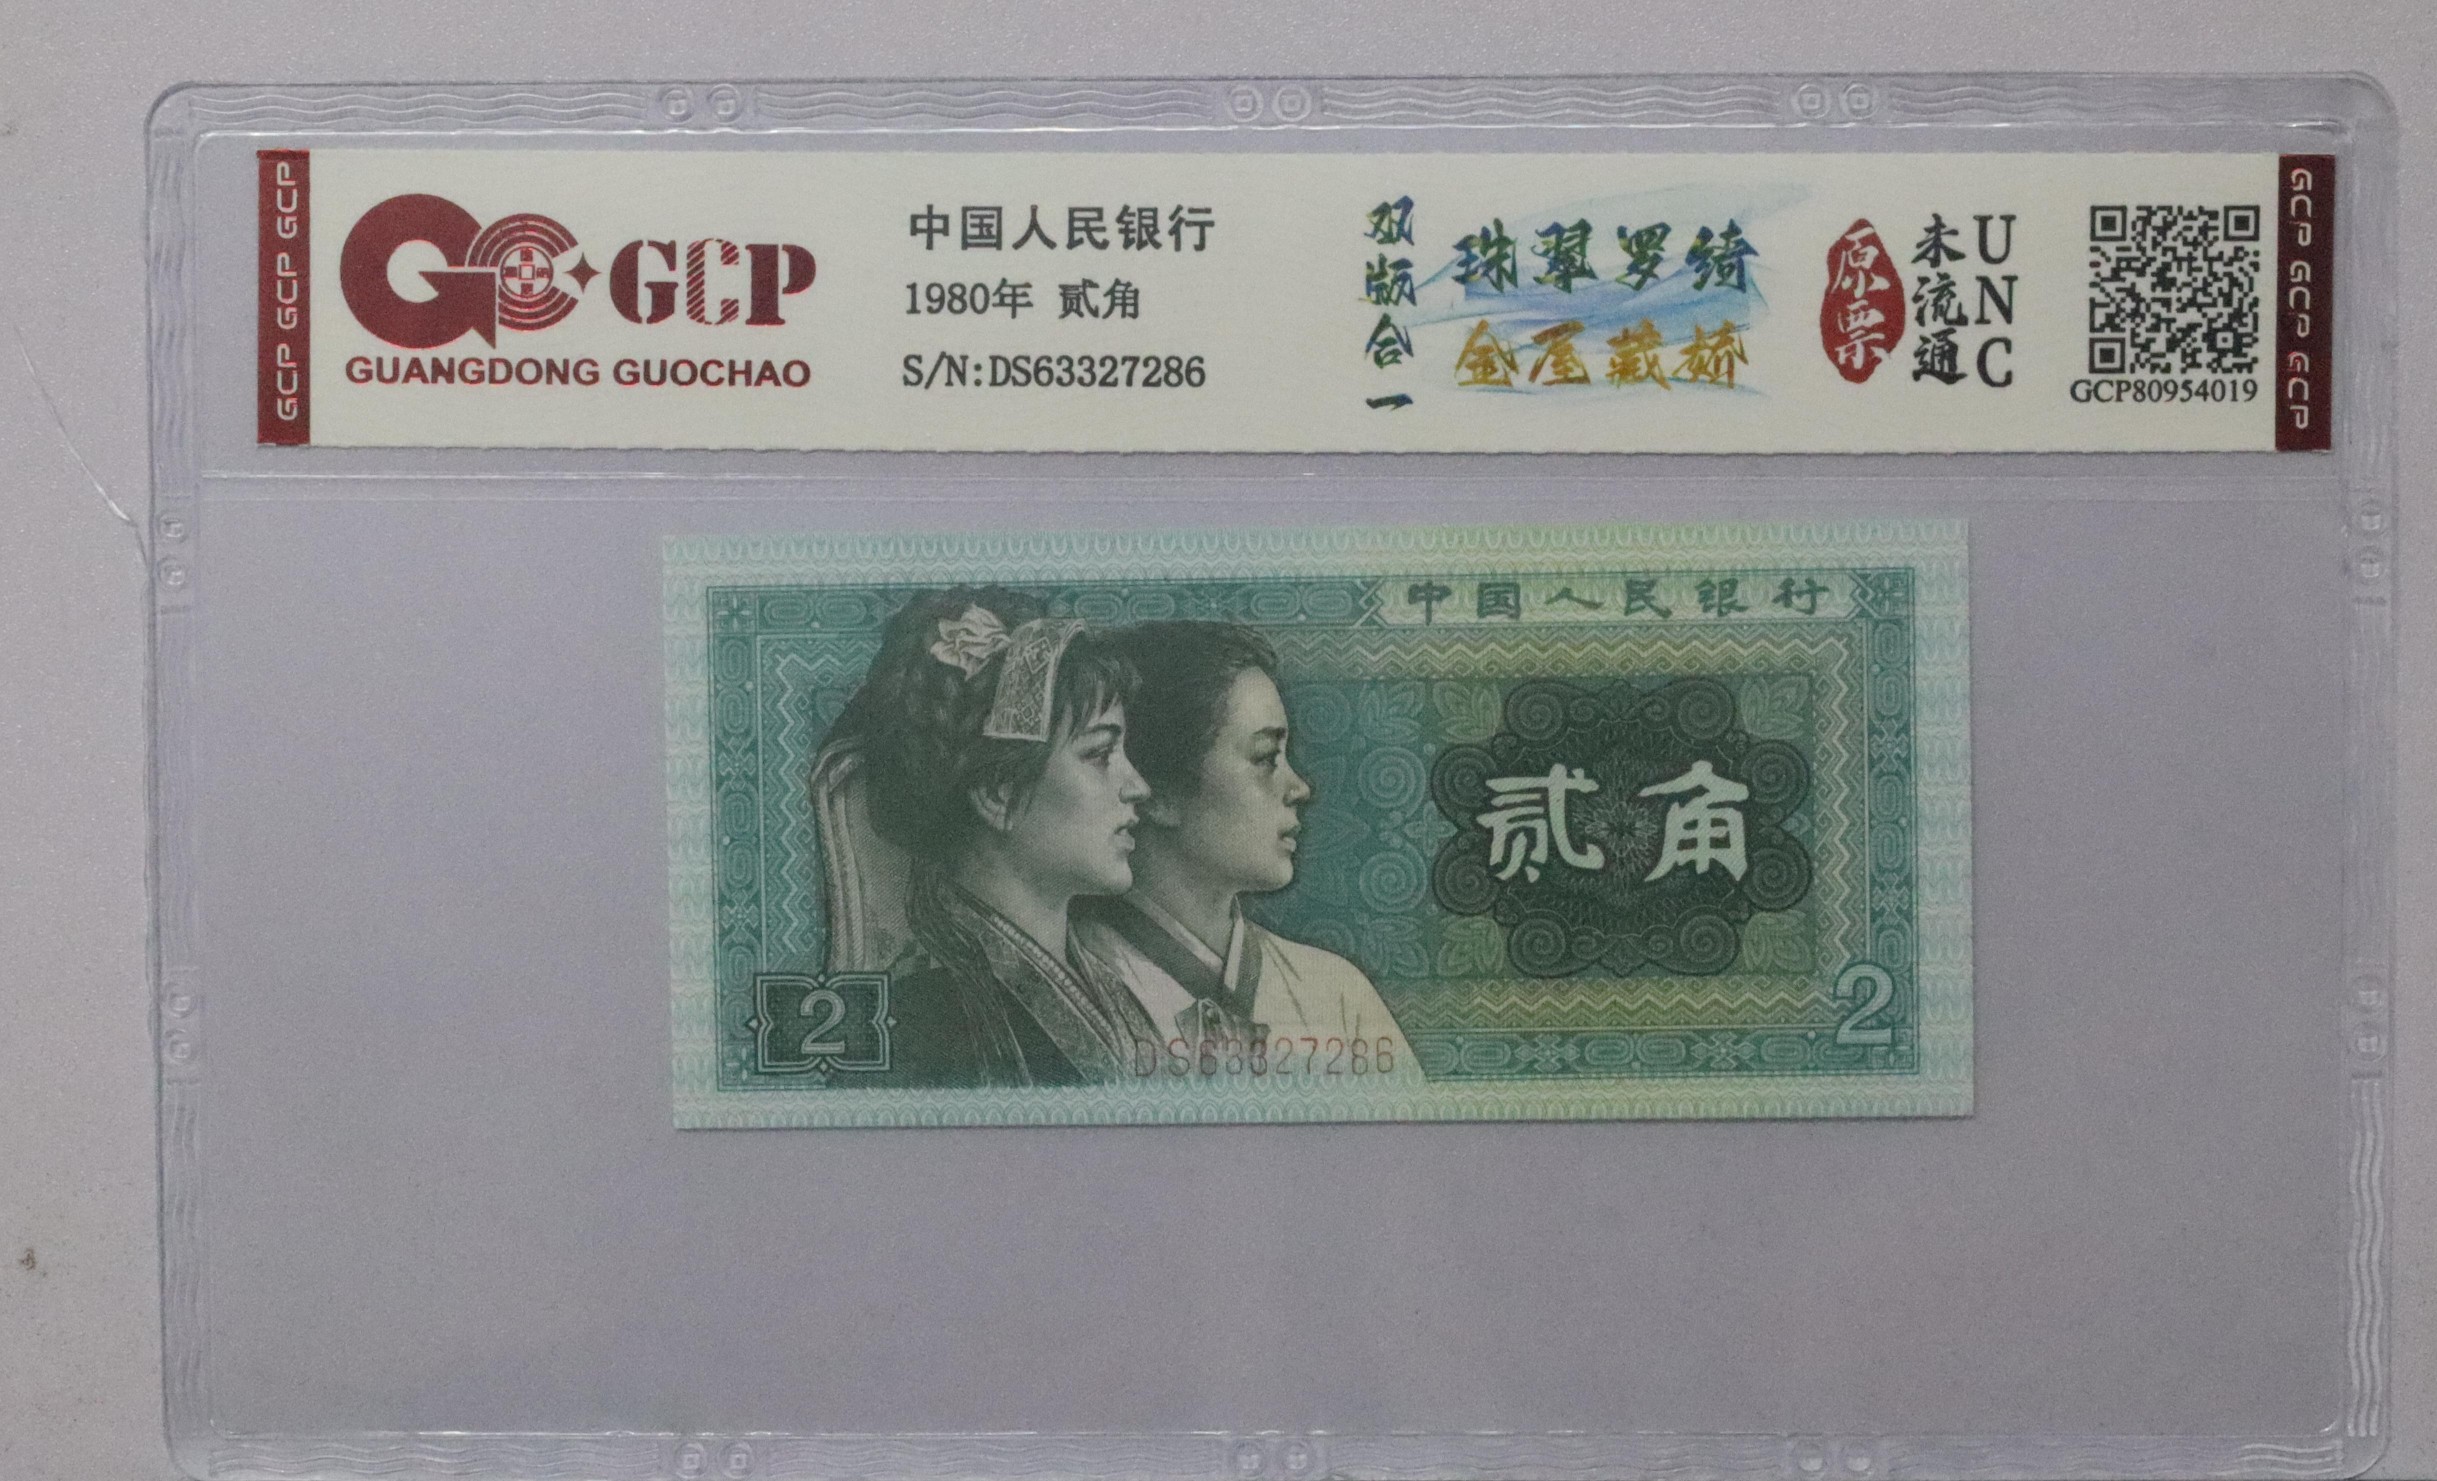 GCP GCP GCP
GCP
GUANGDONG GUOCHAO
中国人民银行
1980年 贰角
S/N:DS63327286
双版合一
珠翠罗绮
金屋藏娇
原票
未流通
UNC
GCP80954019
GCP GCP GCP
中国人民银行
贰角
2
2
DS63327286